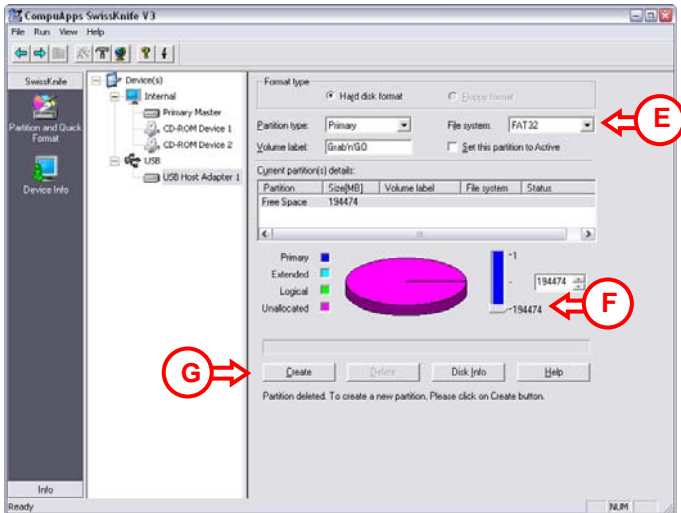 CompuApps SwissKnife V3
File Run View Help
SwissKnife
Partition and Quick
Format
Device Info
Info
Device(s)
Internal
Primary Master
CD-ROM Device 1
CD-ROM Device 2
USB
USB Host Adapter 1
Format type
Hard disk format
Floppy format
Partition type: Primary
File system: FAT32
E
Volume label: Grab'n'GO
Set this partition to Active
Current partition(s) details:
Partition Size[MB] Volume label File system Status
Free Space 194474
Primary
Extended
Logical
Unallocated
1
194474
194474
F
G
Create Delete Disk Info Help
Partition deleted. To create a new partition, Please click on Create button.
Ready
NUM